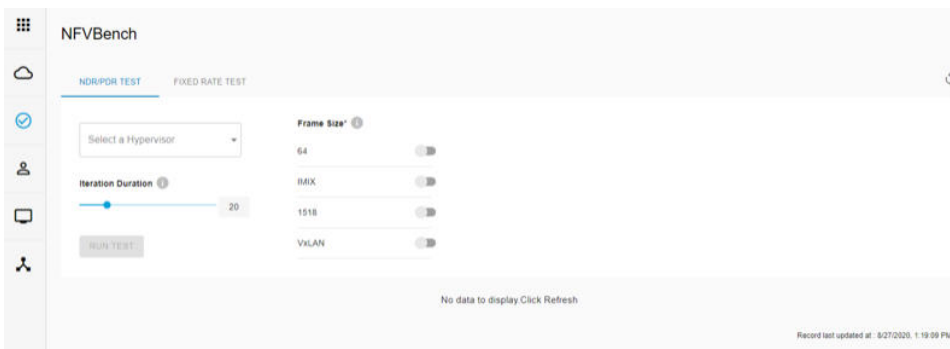 NFVBench
NDR/PDR TEST
FIXED RATE TEST
Select a Hypervisor
Frame Size*
64
IMIX
Iteration Duration
20
1518
RUN TEST
VxLAN
No data to display.Click Refresh
Record last updated at : 8/27/2020, 1:19:09 PM